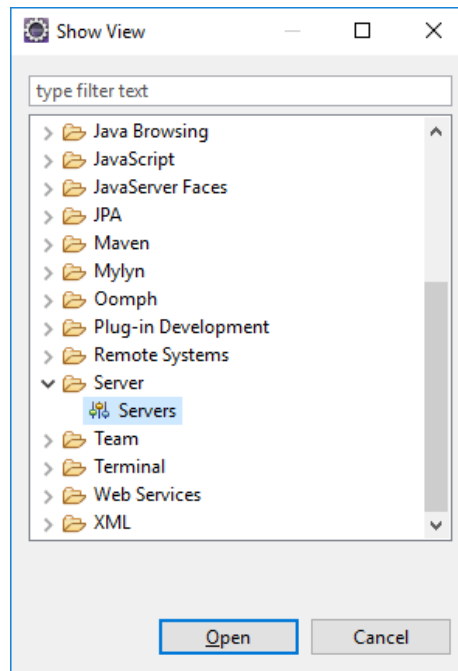 Show View
type filter text
Java Browsing
JavaScript
JavaServer Faces
JPA
Maven
Mylyn
Oomph
Plug-in Development
Remote Systems
Server
Servers
Team
Terminal
Web Services
XML
Open Cancel